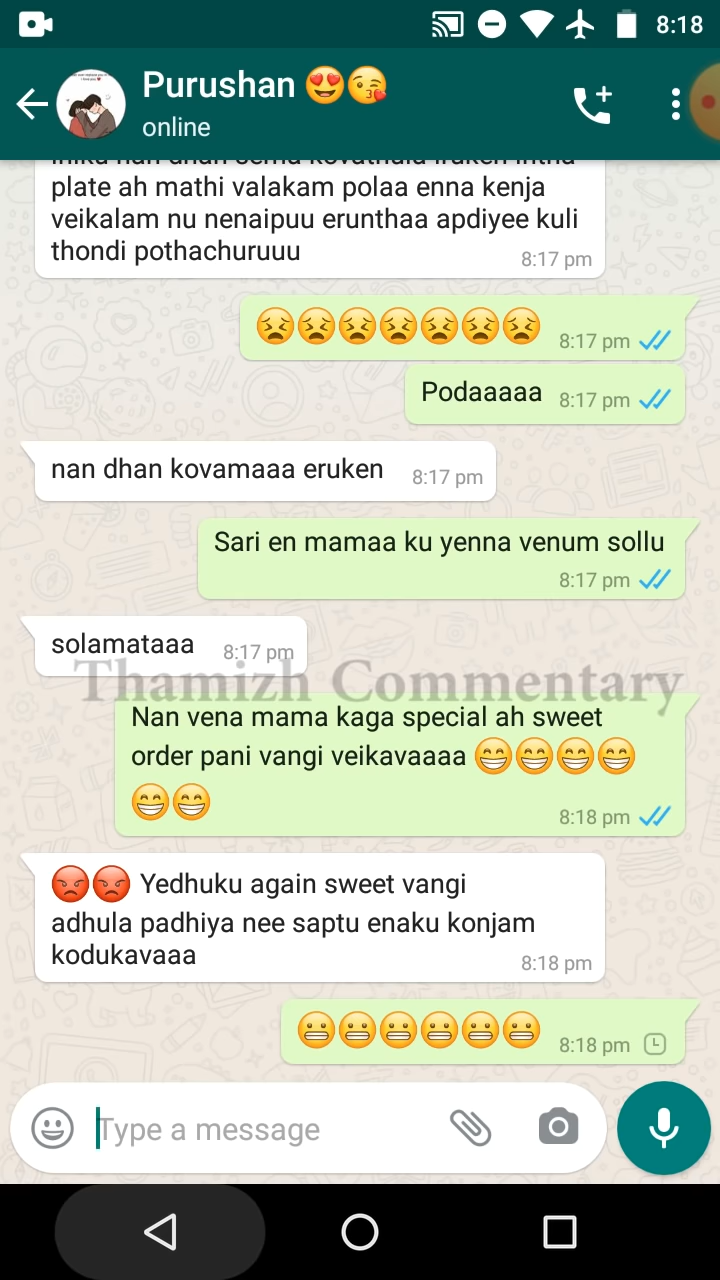 8:18
Purushan 😍😘
online
plate ah mathi valakam polaa enna kenja
veikalam nu nenaipuu erunthaa apdiyee kuli
thondi pothachuruuu
8:17 pm
😣😣😣😣😣😣😣 8:17 pm
Podaaaaa 8:17 pm
nan dhan kovamaaa eruken 8:17 pm
Sari en mamaa ku yenna venum sollu
8:17 pm
solamataaa 8:17 pm
Thamizh Commentary
Nan vena mama kaga special ah sweet
order pani vangi veikavaaaa 😁😁😁😁
😁😁 8:18 pm
😡😡 Yedhuku again sweet vangi
adhula padhiya nee saptu enaku konjam
kodukavaaa
8:18 pm
😬😬😬😬😬😬 8:18 pm
Type a message